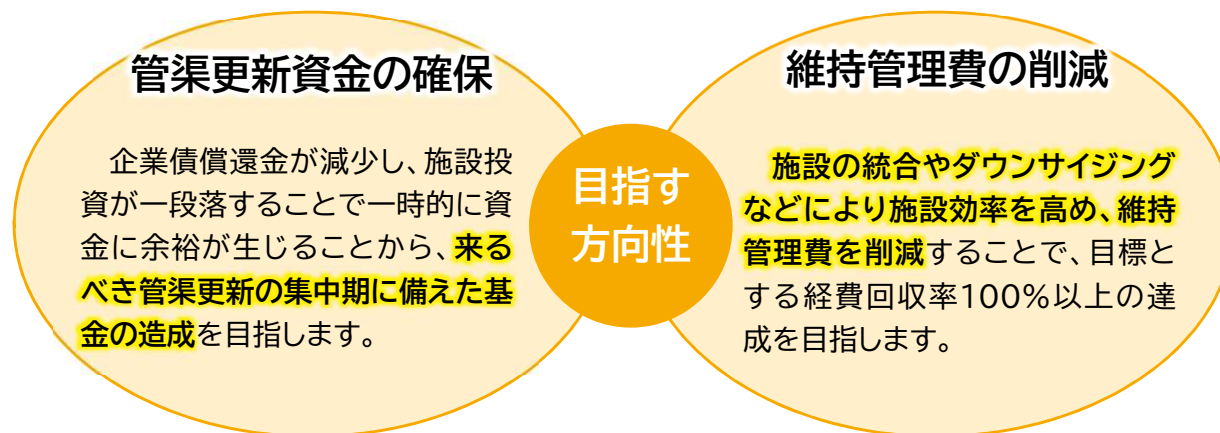 管渠更新資金の確保
企業債償還金が減少し、施設投
資が一段落することで一時的に資
金に余裕が生じることから、来る
べき管渠更新の集中期に備えた基
金の造成を目指します。
目指す
方向性
維持管理費の削減
施設の統合やダウンサイジング
などにより施設効率を高め、維持
管理費を削減することで、目標と
する経費回収率100%以上の達
成を目指します。